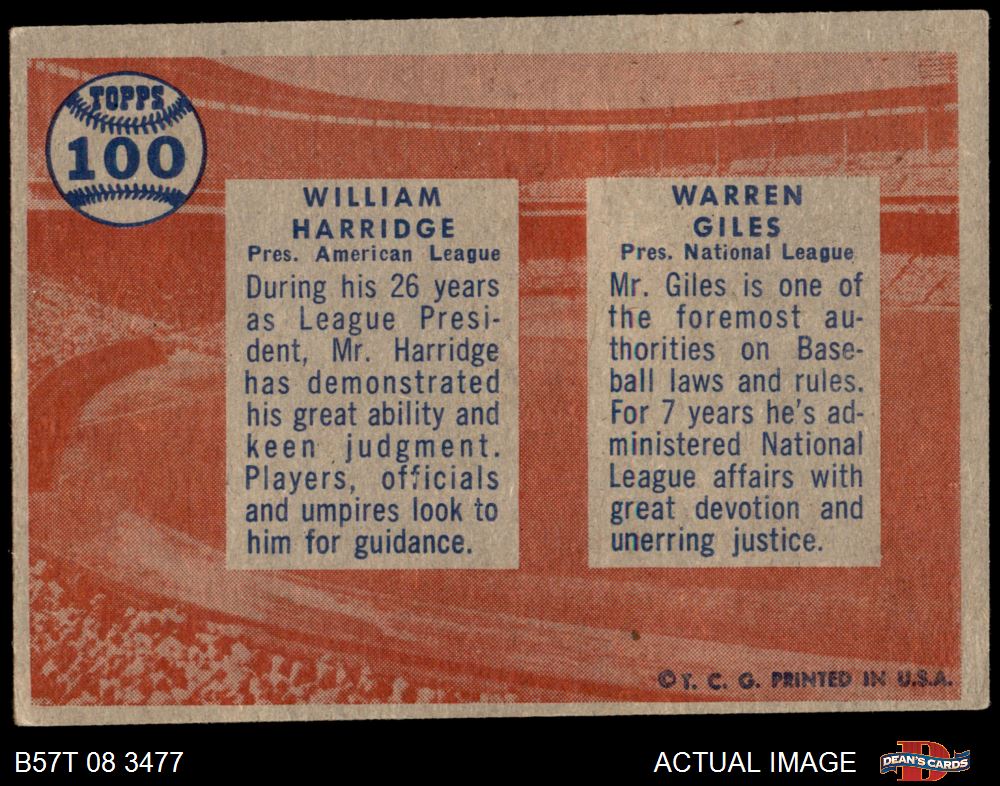 TOPPS
100
WILLIAM
HARRIDGE
Pres. American League
During his 26 years
as League Presi-
dent, Mr. Harridge
has demonstrated
his great ability and
keen judgment.
Players, officials
and umpires look to
him for guidance.
WARREN
GILES
Pres. National League
Mr. Giles is one of
the foremost au-
thorities on Base-
ball laws and rules.
For 7 years he's ad-
ministered National
League affairs with
great devotion and
unerring justice.
© T. C. G. PRINTED IN U.S.A.
B57T 08 3477
ACTUAL IMAGE
D
DEAN'S CARDS